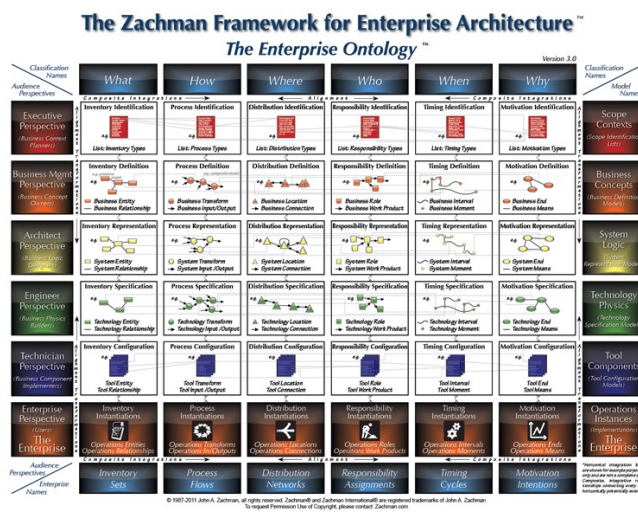 The Zachman Framework for Enterprise Architecture ™
The Enterprise Ontology ™
Version 3.0
Classification Names
Audience Perspectives
What
How
Where
Who
When
Why
Classification Names
Model Names
Composite Integrations
Alignment
Composite Integrations
Executive Perspective
(Business Context Planners)
Inventory Identification
List: Inventory Types
Process Identification
List: Process Types
Distribution Identification
List: Distribution Types
Responsibility Identification
List: Responsibility Types
Timing Identification
List: Timing Types
Motivation Identification
List: Motivation Types
Scope Contexts
(Scope Identification Lists)
Business Mgmt Perspective
(Business Concept Owners)
Inventory Definition
e.g.
Business Entity
Business Relationship
Process Definition
e.g.
Business Transform
Business Input/Output
Distribution Definition
e.g.
Business Location
Business Connection
Responsibility Definition
e.g.
Business Role
Business Work Product
Timing Definition
e.g.
Business Interval
Business Moment
Motivation Definition
e.g.
Business End
Business Means
Business Concepts
(Business Definition Models)
Architect Perspective
(Business Logic
Inventory Representation
e.g.
System Entity
System Relationship
Process Representation
e.g.
System Transform
System Input /Output
Distribution Representation
e.g.
System Location
System Connection
Responsibility Representation
e.g.
System Role
System Work Product
Timing Representation
e.g.
System Interval
System Moment
Motivation Representation
e.g.
System End
System Means
System Logic
(System Representation Models)
Engineer Perspective
(Business Physics Builders)
Inventory Specification
e.g.
Technology Entity
Technology Relationship
Process Specification
e.g.
Technology Transform
Technology Input /Output
Distribution Specification
e.g.
Technology Location
Technology Connection
Responsibility Specification
e.g.
Technology Role
Technology Work Product
Timing Specification
e.g.
Technology Interval
Technology Moment
Motivation Specification
e.g.
Technology End
Technology Means
Technology Physics
(Technology Specification Models)
Technician Perspective
(Business Component Implementers)
Inventory Configuration
e.g.
Tool Entity
Tool Relationship
Process Configuration
e.g.
Tool Transform
Tool Input /Output
Distribution Configuration
e.g.
Tool Location
Tool Connection
Responsibility Configuration
e.g.
Tool Role
Tool Work Product
Timing Configuration
e.g.
Tool Interval
Tool Moment
Motivation Configuration
e.g.
Tool End
Tool Means
Tool Components
(Tool Configuration Models)
Enterprise Perspective
(Users)
The Enterprise
Inventory Instantiations
Operations Entities
Operations Relationships
Process Instantiations
Operations Transforms
Operations In/Outputs
Distribution Instantiations
Operations Locations
Operations Connections
Responsibility Instantiations
Operations Roles
Operations Work Products
Timing Instantiations
Operations Intervals
Operations Moments
Motivation Instantiations
Operations Ends
Operations Means
Operations Instances
(Implementations)
The Enterprise
Composite Integrations
Alignment
Composite Integrations
Audience Perspectives
Enterprise Names
Inventory Sets
Process Flows
Distribution Networks
Responsibility Assignments
Timing Cycles
Motivation Intentions
© 1987-2011 John A. Zachman, all rights reserved. Zachman® and Zachman International® are registered trademarks of John A. Zachman
To request Permission Use of Copyright, please contact: Zachman.com